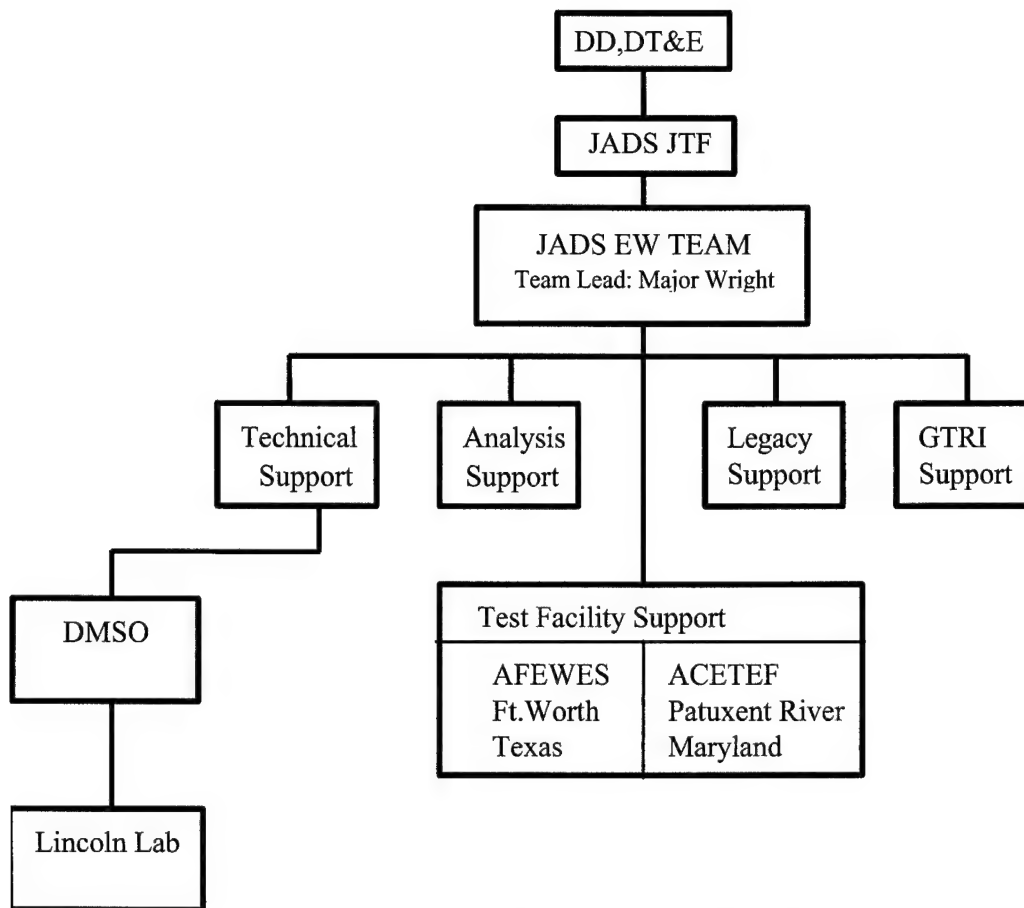 DD,DT&E
JADS JTF
JADS EW TEAM
Team Lead: Major Wright
Technical
Support
Analysis
Support
Legacy
Support
GTRI
Support
DMSO
Test Facility Support
AFEWES
Ft.Worth
Texas
ACETEF
Patuxent River
Maryland
Lincoln Lab